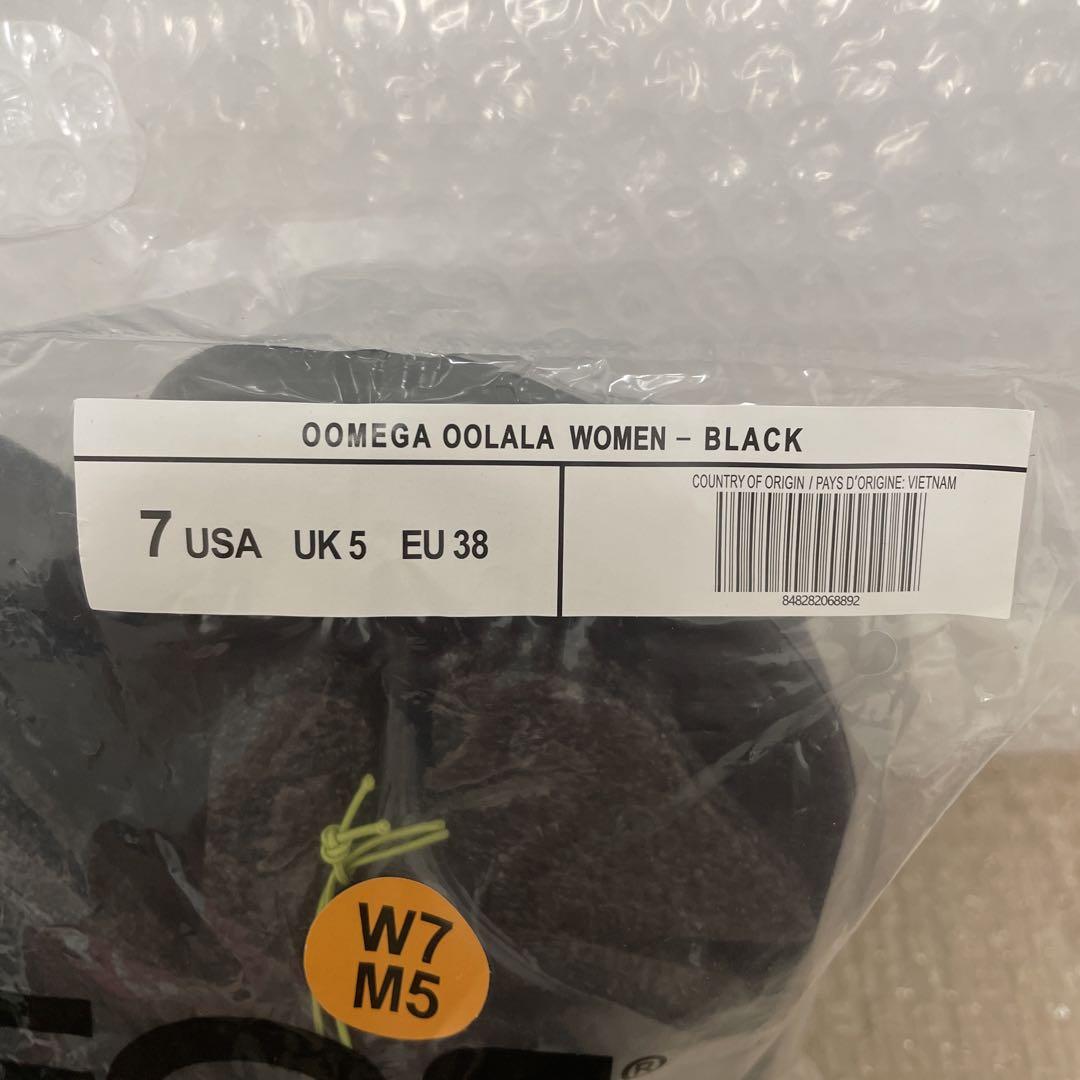 OOMEGA OOLALA WOMEN – BLACK
7 USA UK 5 EU 38
COUNTRY OF ORIGIN / PAYS D'ORIGINE: VIETNAM
848282068892
W7
M5
®